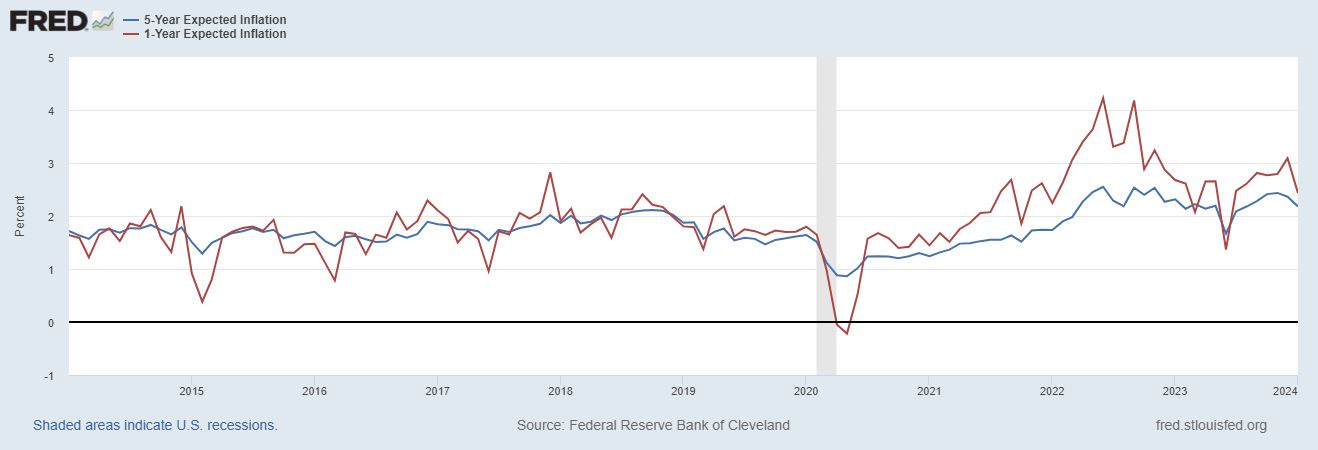 FRED
5-Year Expected Inflation
1-Year Expected Inflation
5
4
3
2
1
0
-1
Percent
2015 2016 2017 2018 2019 2020 2021 2022 2023 2024
Shaded areas indicate U.S. recessions. Source: Federal Reserve Bank of Cleveland fred.stlouisfed.org